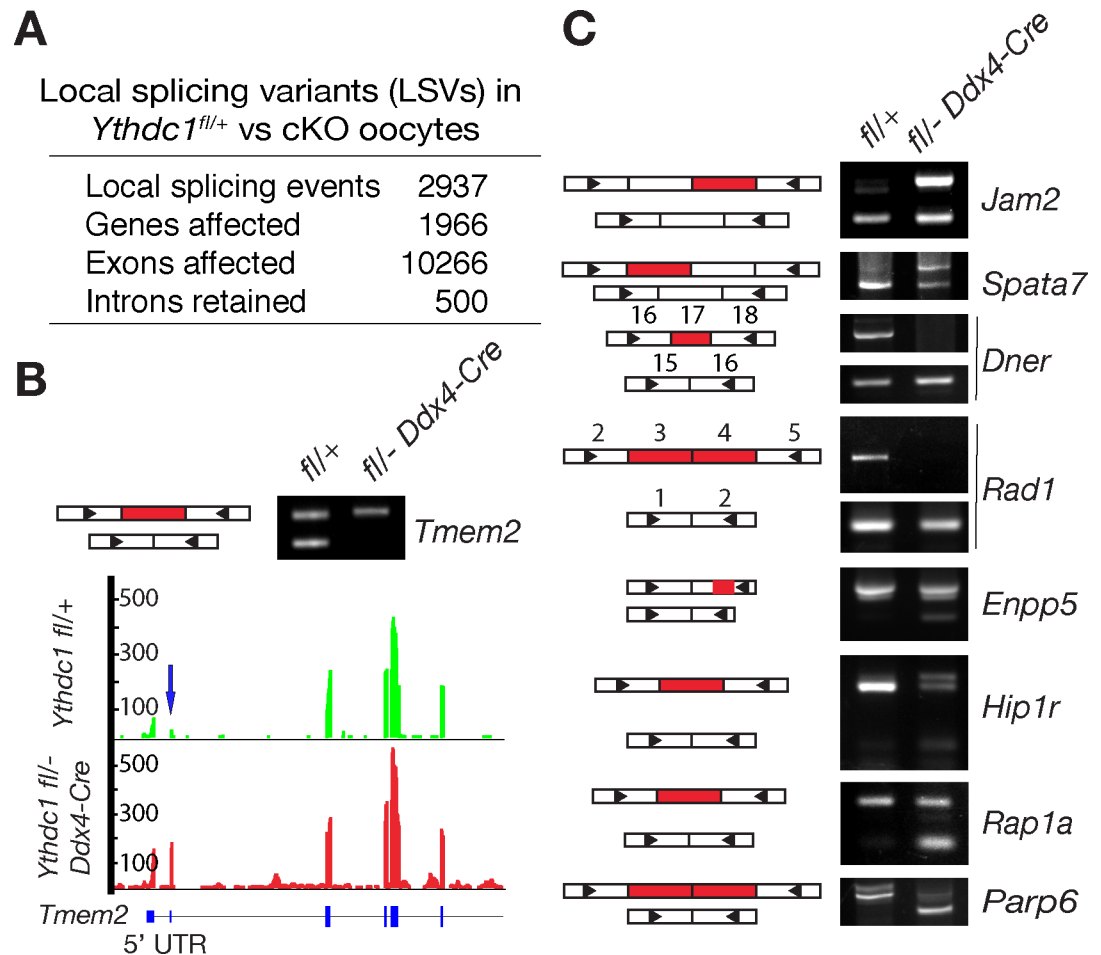 A
Local splicing variants (LSVs) in
Ythdc1fl/+ vs cKO oocytes
Local splicing events 2937
Genes affected 1966
Exons affected 10266
Introns retained 500
B
fl/+
fl/- Ddx4-Cre
Tmem2
Ythdc1 fl/+
500
300
100
Ythdc1 fl/-
Ddx4-Cre
500
300
100
Tmem2
5' UTR
C
fl/+
fl/- Ddx4-Cre
Jam2
Spata7
16 17 18
15 16
Dner
2 3 4 5
1 2
Rad1
Enpp5
Hip1r
Rap1a
Parp6